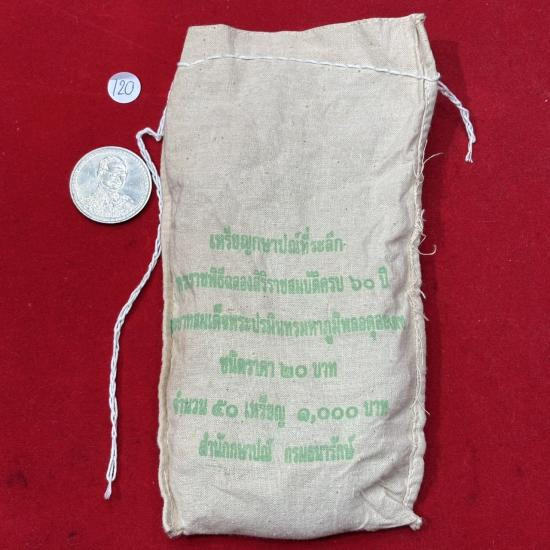 120
เหรียญกษาปณ์ที่ระลึก
พระราชพิธีฉลองสิริราชสมบัติครบ ๖๐ ปี
บาทสมเด็จพระปรมินทรมหาภูมิพลอดุลยเดช
ชนิดราคา ๒๐ บาท
จำนวน ๕๐ เหรียญ ๑,๐๐๐ บาท
สำนักกษาปณ์ กรมธนารักษ์